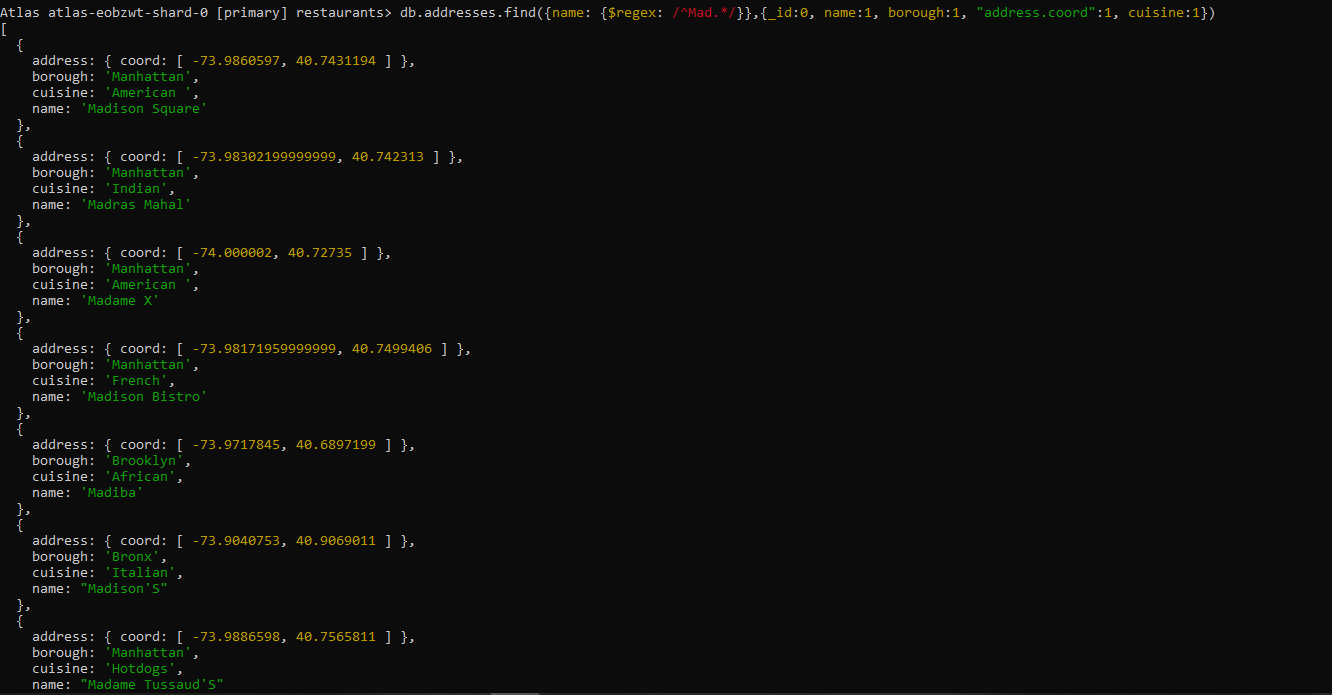 Atlas atlas-eobzwt-shard-0 [primary] restaurants> db.addresses.find({name: {$regex: /^Mad.*/}},{_id:0, name:1, borough:1, "address.coord":1, cuisine:1})
[
  {
    address: { coord: [ -73.9860597, 40.7431194 ] },
    borough: 'Manhattan',
    cuisine: 'American ',
    name: 'Madison Square'
  },
  {
    address: { coord: [ -73.98302199999999, 40.742313 ] },
    borough: 'Manhattan',
    cuisine: 'Indian',
    name: 'Madras Mahal'
  },
  {
    address: { coord: [ -74.000002, 40.72735 ] },
    borough: 'Manhattan',
    cuisine: 'American ',
    name: 'Madame X'
  },
  {
    address: { coord: [ -73.98171959999999, 40.7499406 ] },
    borough: 'Manhattan',
    cuisine: 'French',
    name: 'Madison Bistro'
  },
  {
    address: { coord: [ -73.9717845, 40.6897199 ] },
    borough: 'Brooklyn',
    cuisine: 'African',
    name: 'Madiba'
  },
  {
    address: { coord: [ -73.9040753, 40.9069011 ] },
    borough: 'Bronx',
    cuisine: 'Italian',
    name: "Madison'S"
  },
  {
    address: { coord: [ -73.9886598, 40.7565811 ] },
    borough: 'Manhattan',
    cuisine: 'Hotdogs',
    name: "Madame Tussaud'S"